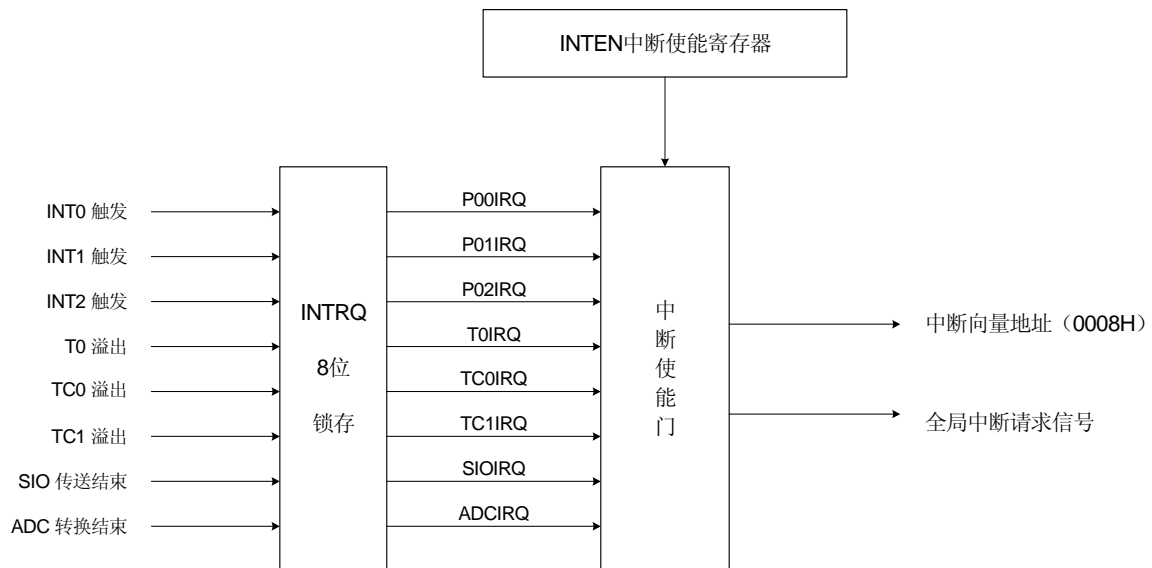 INTEN中断使能寄存器
INT0 触发
INT1 触发
INT2 触发
T0 溢出
TC0 溢出
TC1 溢出
SIO 传送结束
ADC 转换结束
INTRQ
8位
锁存
P00IRQ
P01IRQ
P02IRQ
T0IRQ
TC0IRQ
TC1IRQ
SIOIRQ
ADCIRQ
中
断
使
能
门
中断向量地址（0008H）
全局中断请求信号